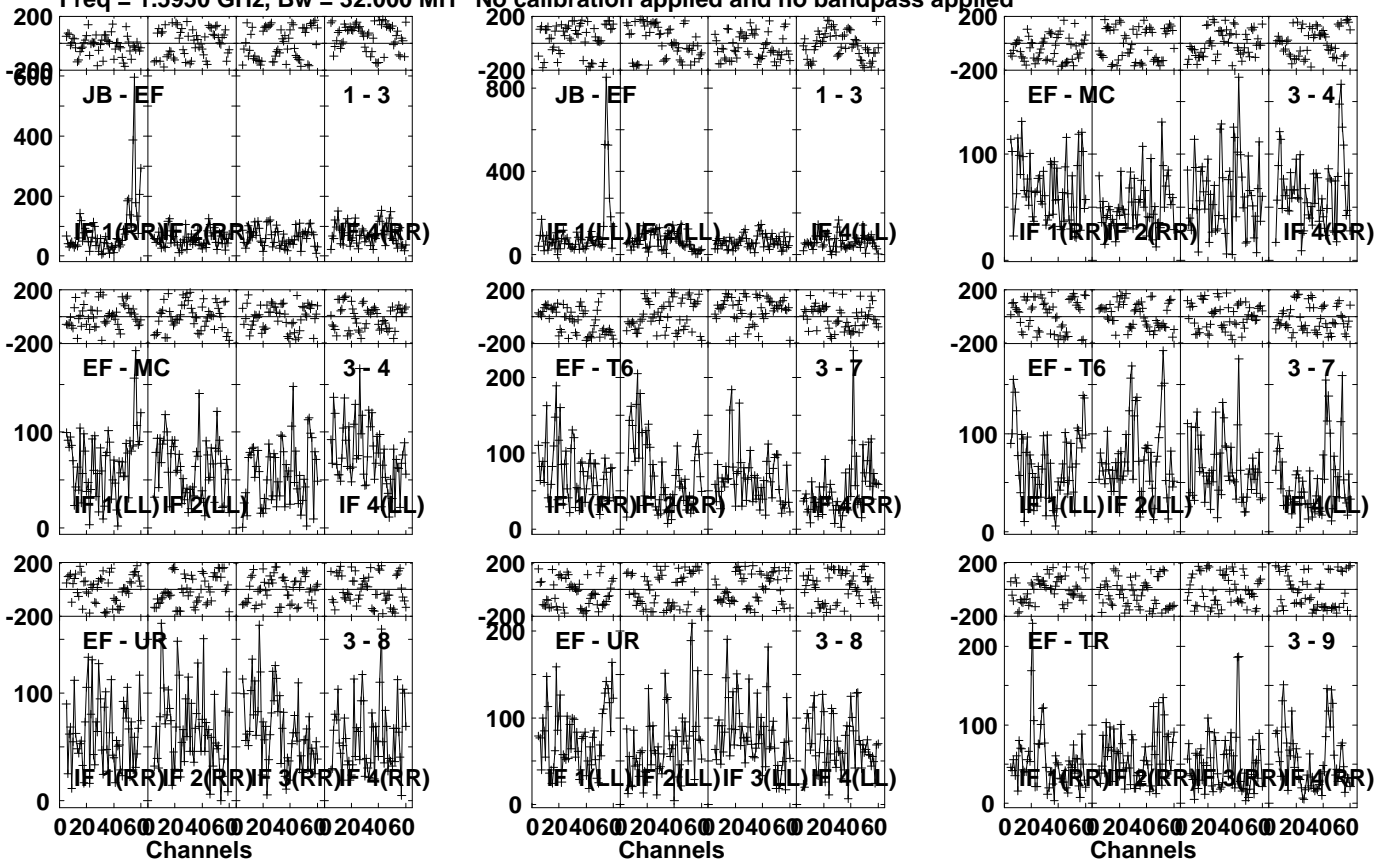 Freq = 1.5950 GHz, Bw = 32.000 MH No calibration applied and no bandpass applied
200
-200
600
400
200
0
JB - EF 1 - 3
IF 1(RR) IF 2(RR) IF 4(RR)
200
-200
800
400
0
JB - EF 1 - 3
IF 1(LL) IF 2(LL) IF 4(LL)
200
-200
100
0
EF - MC 3 - 4
IF 1(RR) IF 2(RR) IF 4(RR)
200
-200
100
0
EF - MC 3 - 4
IF 1(LL) IF 2(LL) IF 4(LL)
200
-200
200
100
0
EF - T6 3 - 7
IF 1(RR) IF 2(RR) IF 4(RR)
200
-200
100
0
EF - T6 3 - 7
IF 1(LL) IF 2(LL) IF 4(LL)
200
-200
100
0
EF - UR 3 - 8
IF 1(RR) IF 2(RR) IF 3(RR) IF 4(RR)
0 20 40 60 0 20 40 60 0 20 40 60 0 20 40 60
Channels
200
-200
200
100
0
EF - UR 3 - 8
IF 1(LL) IF 2(LL) IF 3(LL) IF 4(LL)
0 20 40 60 0 20 40 60 0 20 40 60 0 20 40 60
Channels
200
-200
200
100
0
EF - TR 3 - 9
IF 1(RR) IF 2(RR) IF 3(RR) IF 4(RR)
0 20 40 60 0 20 40 60 0 20 40 60 0 20 40 60
Channels